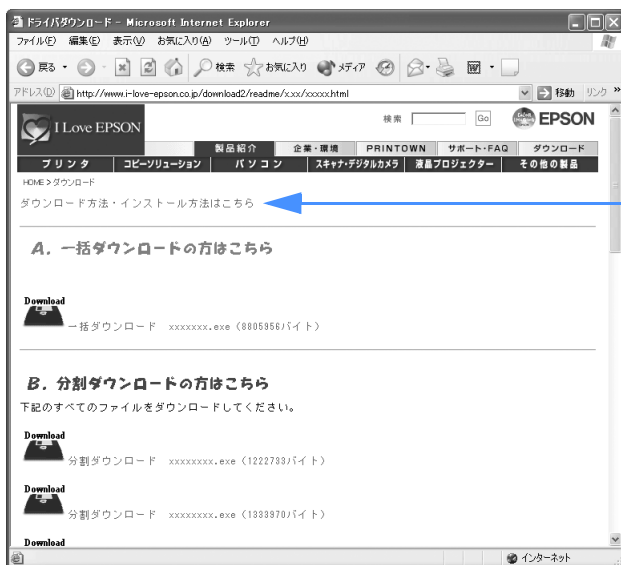 ドライバダウンロード - Microsoft Internet Explorer
ファイル(F) 編集(E) 表示(V) お気に入り(A) ツール(T) ヘルプ(H)
戻る 検索 お気に入り メディア
アドレス(D) http://www.i-love-epson.co.jp/download2/readme/x.xx/xxxxx.html 移動 リンク »
I Love EPSON 検索 Go EPSON
製品紹介 企業・環境 PRINTOWN サポート・FAQ ダウンロード
プリンタ コピーソリューション パソコン スキャナ・デジタルカメラ 液晶プロジェクター その他の製品
HOME > ダウンロード
ダウンロード方法・インストール方法はこちら
A. 一括ダウンロードの方はこちら
Download
一括ダウンロード xxxxxxx.exe (8805956バイト)
B. 分割ダウンロードの方はこちら
下記のすべてのファイルをダウンロードしてください。
Download
分割ダウンロード xxxxxxxx.exe (1222733バイト)
Download
分割ダウンロード xxxxxxxx.exe (1333970バイト)
Download
インターネット